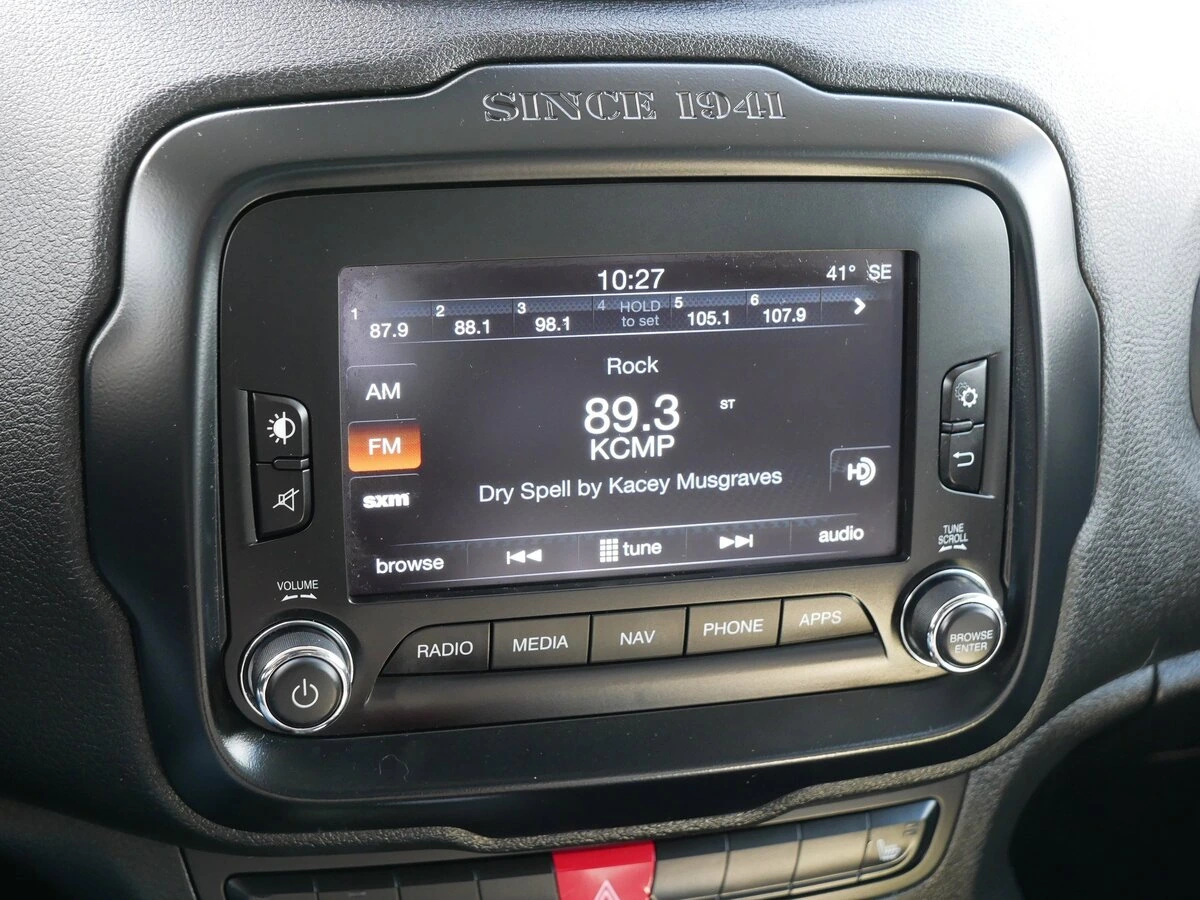 SINCE 1941
10:27 41° SE
1 87.9 2 88.1 3 98.1 4 HOLD to set 5 105.1 6 107.9
Rock
AM
89.3 ST
FM
KCMP
HD
sxm
Dry Spell by Kacey Musgraves
browse tune audio
TUNE
SCROLL
VOLUME
RADIO MEDIA NAV PHONE APPS
BROWSE
ENTER